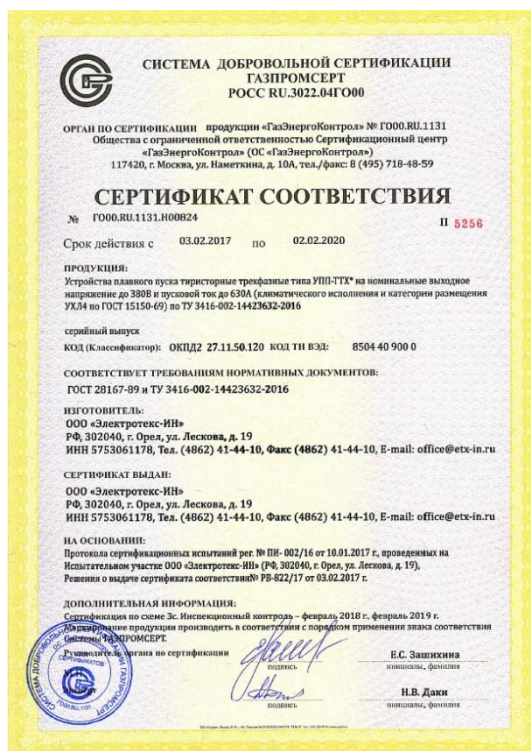 СИСТЕМА ДОБРОВОЛЬНОЙ СЕРТИФИКАЦИИ
ГАЗПРОМСЕРТ
РОСС RU.3022.04ГО00
ОРГАН ПО СЕРТИФИКАЦИИ продукции «ГазЭнергоКонтроль» № ГО00.RU.1131
Общества с ограниченной ответственностью Сертификационный центр
«ГазЭнергоКонтроль» (ОС «ГазЭнергоКонтроль»)
117420, г. Москва, ул. Наметкина, д. 10А, тел./факс: 8 (495) 718-48-59
СЕРТИФИКАТ СООТВЕТСТВИЯ
№ ГО00.RU.1131.Н00824
П 5256
Срок действия с 03.02.2017 по 02.02.2020
ПРОДУКЦИЯ:
Устройства плавного пуска тиристорные трехфазные типа УПП-ТТХ* на номинальные выходное
напряжение до 380В и пусковой ток до 630А (климатического исполнения и категории размещения
УХЛ4 по ГОСТ 15150-69) по ТУ 3416-002-14423632-2016
серийный выпуск
КОД (Классификатор): ОКПД2 27.11.50.120 КОД ТН ВЭД: 8504 40 900 0
СООТВЕТСТВУЕТ ТРЕБОВАНИЯМ НОРМАТИВНЫХ ДОКУМЕНТОВ:
ГОСТ 28167-89 и ТУ 3416-002-14423632-2016
ИЗГОТОВИТЕЛЬ:
ООО «Электротекс-ИН»
РФ, 302040, г. Орел, ул. Лескова, д. 19
ИНН 5753061178, Тел. (4862) 41-44-10, Факс (4862) 41-44-10, E-mail: office@etx-in.ru
СЕРТИФИКАТ ВЫДАН:
ООО «Электротекс-ИН»
РФ, 302040, г. Орел, ул. Лескова, д. 19
ИНН 5753061178, Тел. (4862) 41-44-10, Факс (4862) 41-44-10, E-mail: office@etx-in.ru
НА ОСНОВАНИИ:
Протокола сертификационных испытаний рег. № ПИ- 002/16 от 10.01.2017 г., проведенных на
Испытательном участке ООО «Электротекс-ИН» (РФ, 302040, г. Орел, ул. Лескова, д. 19),
Решения о выдаче сертификата соответствия№ РВ-822/17 от 03.02.2017 г.
ДОПОЛНИТЕЛЬНАЯ ИНФОРМАЦИЯ:
Сертификация по схеме 3с. Инспекционный контроль – февраль 2018 г., февраль 2019 г.
Маркирование продукции производить в соответствии с порядком применения знака соответствия
Системы ГАЗПРОМСЕРТ.
Руководитель органа по сертификации
подпись
Е.С. Зашихина
инициалы, фамилия
подпись
Н.В. Даки
инициалы, фамилия